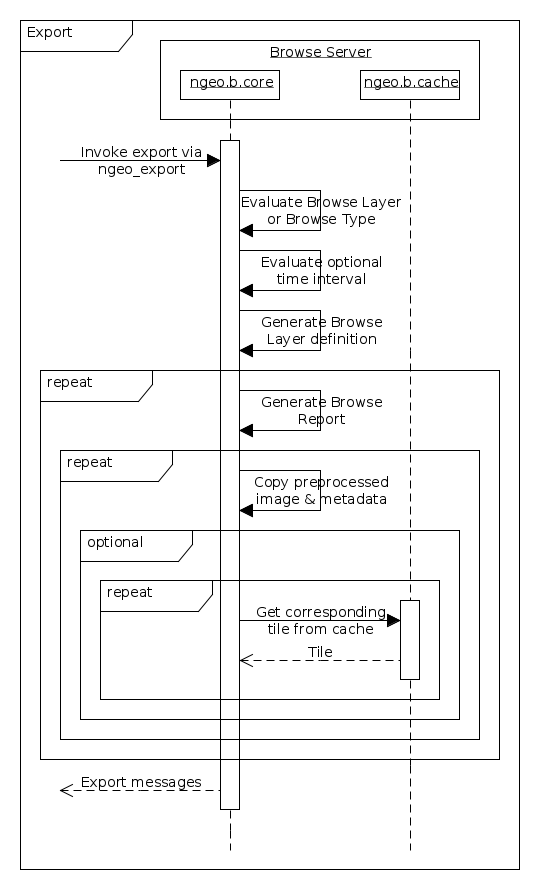 Export
Browse Server
ngeo.b.core
ngeo.b.cache
Invoke export via
ngeo_export
Evaluate Browse Layer
or Browse Type
Evaluate optional
time interval
Generate Browse
Layer definition
repeat
Generate Browse
Report
repeat
Copy preprocessed
image & metadata
optional
repeat
Get corresponding
tile from cache
Tile
Export messages